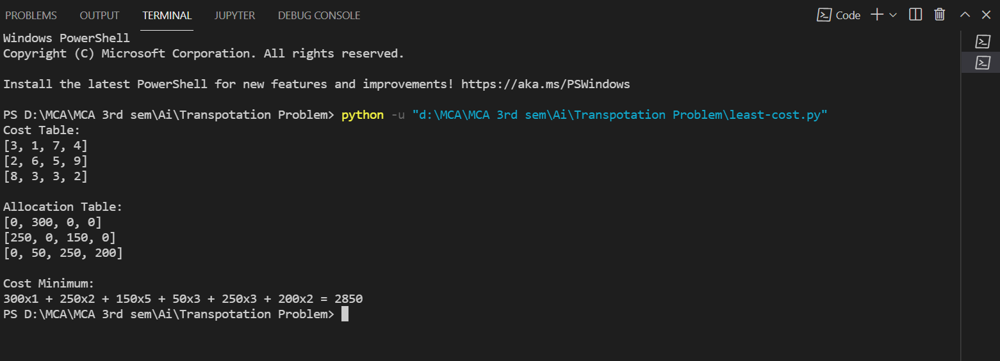 PROBLEMS OUTPUT TERMINAL JUPYTER DEBUG CONSOLE Code
Windows PowerShell
Copyright (C) Microsoft Corporation. All rights reserved.
Install the latest PowerShell for new features and improvements! https://aka.ms/PSWindows
PS D:\MCA\MCA 3rd sem\Ai\Transpotation Problem> python -u "d:\MCA\MCA 3rd sem\Ai\Transpotation Problem\least-cost.py"
Cost Table:
[3, 1, 7, 4]
[2, 6, 5, 9]
[8, 3, 3, 2]
Allocation Table:
[0, 300, 0, 0]
[250, 0, 150, 0]
[0, 50, 250, 200]
Cost Minimum:
300x1 + 250x2 + 150x5 + 50x3 + 250x3 + 200x2 = 2850
PS D:\MCA\MCA 3rd sem\Ai\Transpotation Problem>